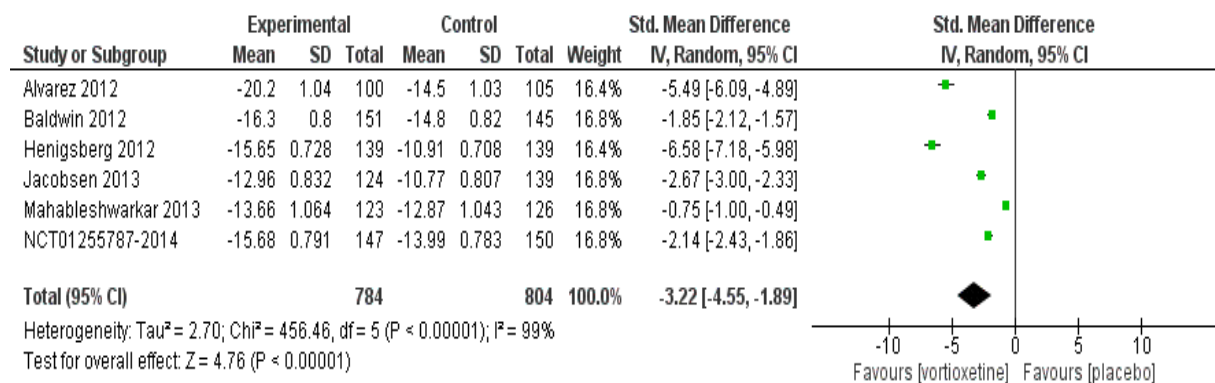 Experimental Control Std. Mean Difference Std. Mean Difference
Study or Subgroup Mean SD Total Mean SD Total Weight IV, Random, 95% CI IV, Random, 95% CI
Alvarez 2012 -20.2 1.04 100 -14.5 1.03 105 16.4% -5.49 [-6.09, -4.89]
Baldwin 2012 -16.3 0.8 151 -14.8 0.82 145 16.8% -1.85 [-2.12, -1.57]
Henigsberg 2012 -15.65 0.728 139 -10.91 0.708 139 16.4% -6.58 [-7.18, -5.98]
Jacobsen 2013 -12.96 0.832 124 -10.77 0.807 139 16.8% -2.67 [-3.00, -2.33]
Mahableshwarkar 2013 -13.66 1.064 123 -12.87 1.043 126 16.8% -0.75 [-1.00, -0.49]
NCT01255787-2014 -15.68 0.791 147 -13.99 0.783 150 16.8% -2.14 [-2.43, -1.86]
Total (95% CI) 784 804 100.0% -3.22 [-4.55, -1.89]
Heterogeneity: Tau² = 2.70; Chi² = 456.46, df = 5 (P < 0.00001); I² = 99%
Test for overall effect: Z = 4.76 (P < 0.00001)
-10 -5 0 5 10
Favours [vortioxetine] Favours [placebo]